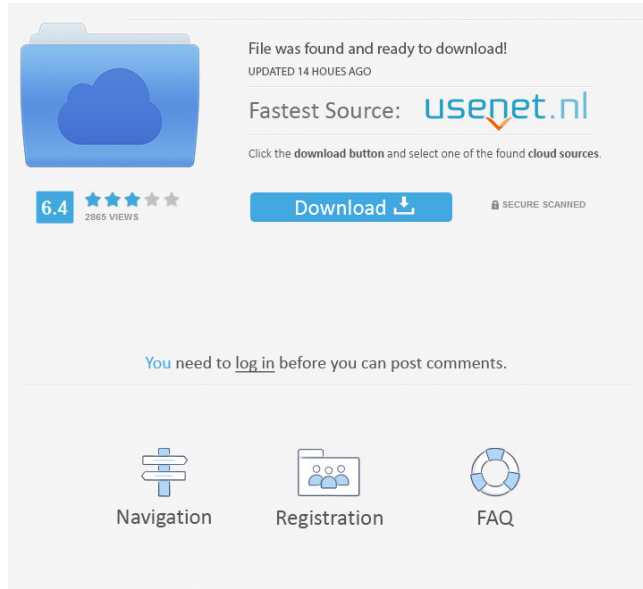 File was found and ready to download!
UPDATED 14 HOUES AGO
Fastest Source: usenet.nl
Click the download button and select one of the found cloud sources.
6.4
2865 VIEWS
Download
SECURE SCANNED
You need to log in before you can post comments.
Navigation
Registration
FAQ